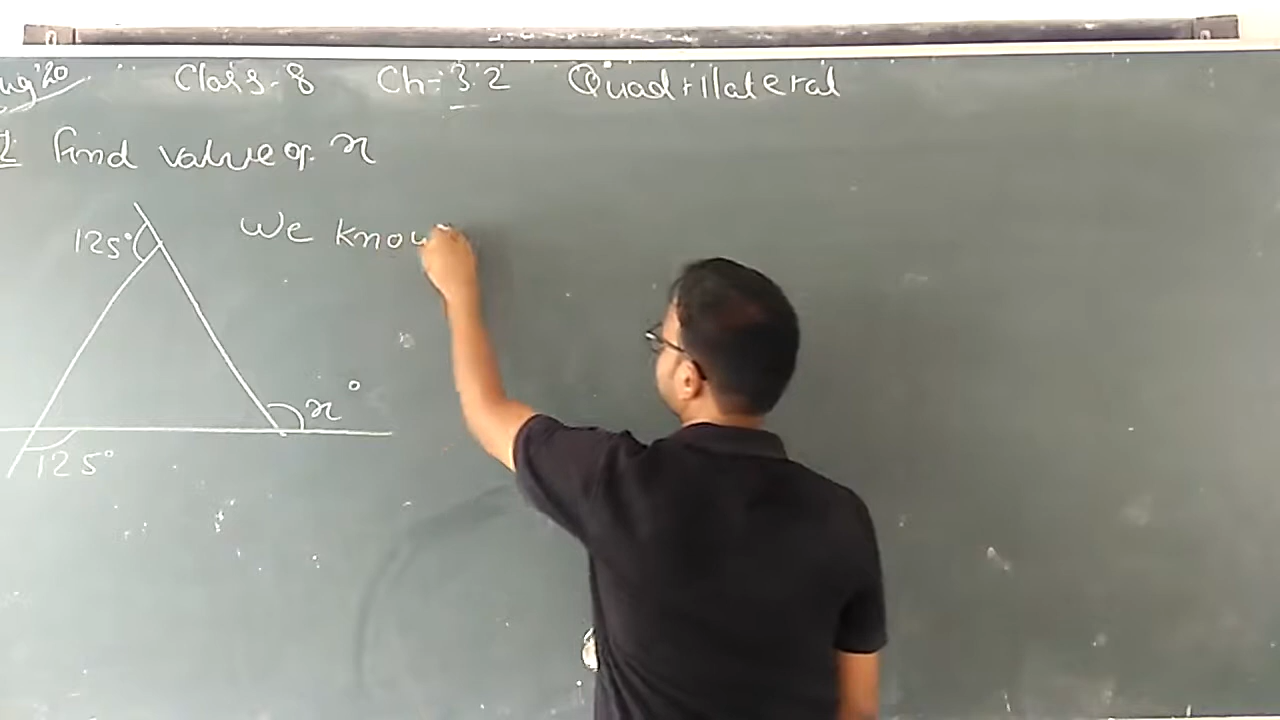 Class-8 Ch-3.2 Quadrilateral
Find value of x
125°
We know
x°
125°